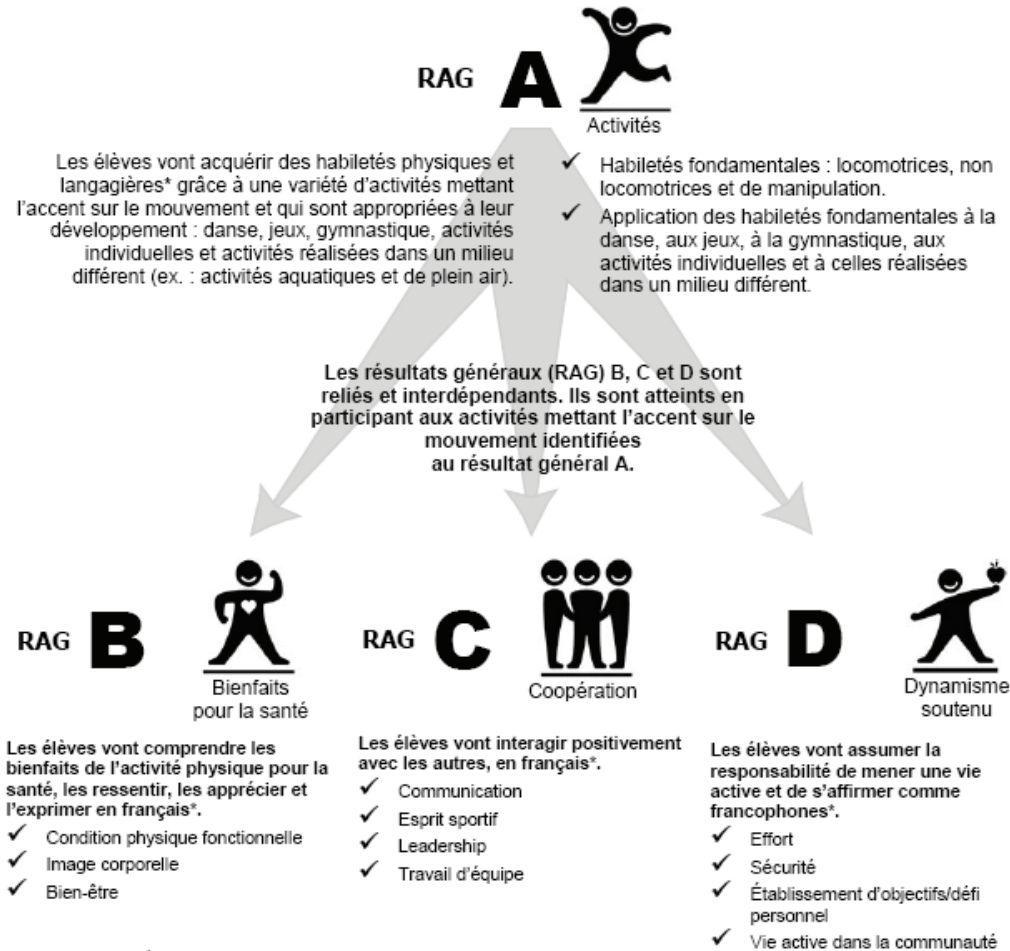 RAG A
Activités
Les élèves vont acquérir des habiletés physiques et
langagières* grâce à une variété d'activités mettant
l'accent sur le mouvement et qui sont appropriées à leur
développement : danse, jeux, gymnastique, activités
individuelles et activités réalisées dans un milieu
différent (ex. : activités aquatiques et de plein air).
✓ Habiletés fondamentales : locomotrices, non
locomotrices et de manipulation.
✓ Application des habiletés fondamentales à la
danse, aux jeux, à la gymnastique, aux
activités individuelles et à celles réalisées
dans un milieu différent.
Les résultats généraux (RAG) B, C et D sont
reliés et interdépendants. Ils sont atteints en
participant aux activités mettant l'accent sur le
mouvement identifiées
au résultat général A.
RAG B
Bienfaits
pour la santé
Les élèves vont comprendre les
bienfaits de l'activité physique pour la
santé, les ressentir, les apprécier et
l'exprimer en français*.
✓ Condition physique fonctionnelle
✓ Image corporelle
✓ Bien-être
RAG C
Coopération
Les élèves vont interagir positivement
avec les autres, en français*.
✓ Communication
✓ Esprit sportif
✓ Leadership
✓ Travail d'équipe
RAG D
Dynamisme
soutenu
Les élèves vont assumer la
responsabilité de mener une vie
active et de s'affirmer comme
francophones*.
✓ Effort
✓ Sécurité
✓ Établissement d'objectifs/défi
personnel
✓ Vie active dans la communauté